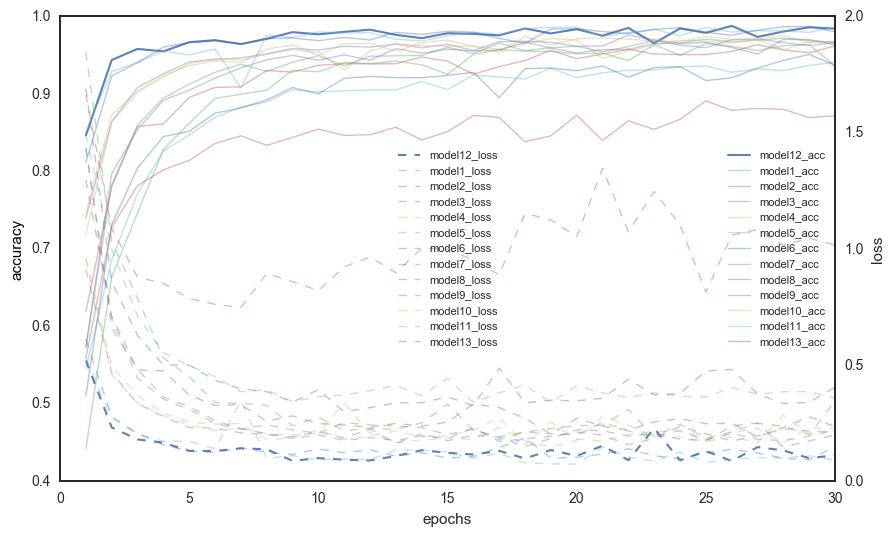 1.0
0.9
0.8
0.7
0.6
0.5
0.4
accuracy
0
5
10
15
20
25
30
epochs
2.0
1.5
1.0
0.5
0.0
loss
model12_loss
model1_loss
model2_loss
model3_loss
model4_loss
model5_loss
model6_loss
model7_loss
model8_loss
model9_loss
model10_loss
model11_loss
model13_loss
model12_acc
model1_acc
model2_acc
model3_acc
model4_acc
model5_acc
model6_acc
model7_acc
model8_acc
model9_acc
model10_acc
model11_acc
model13_acc